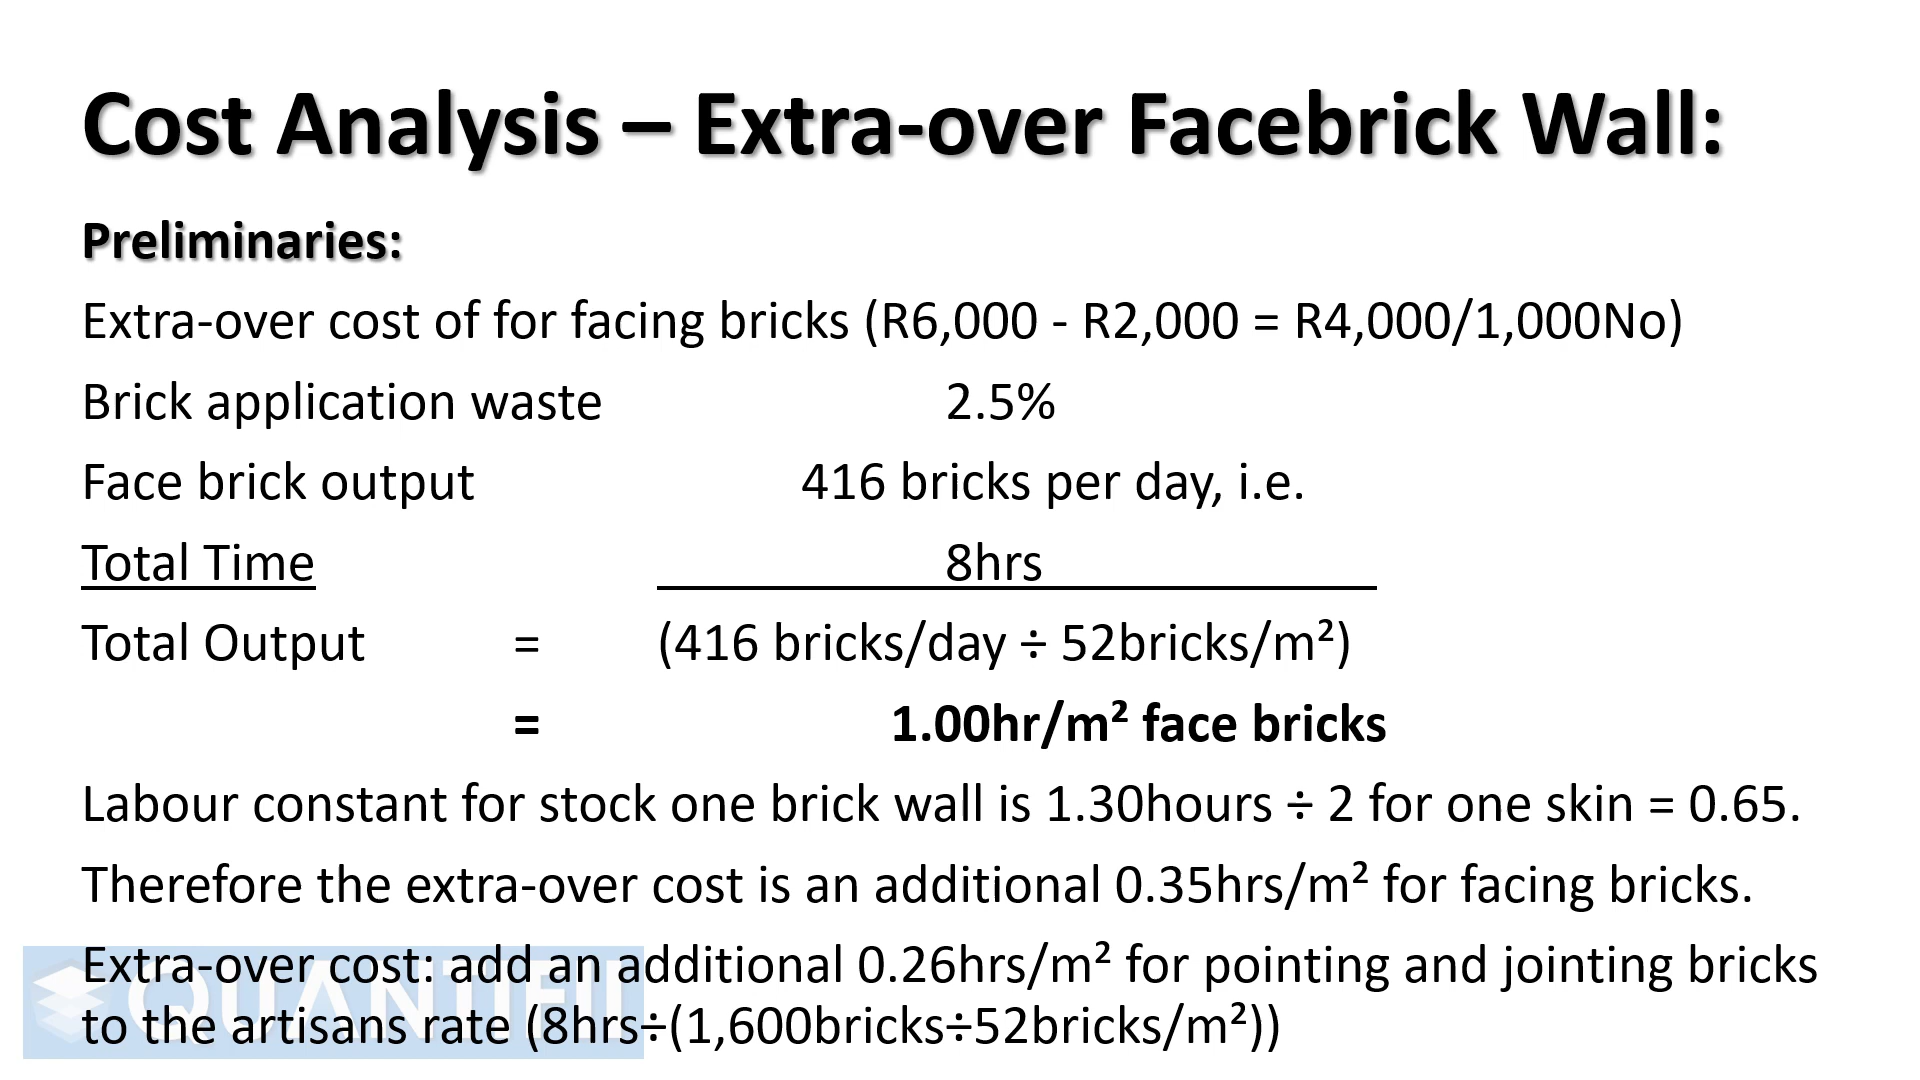 Cost Analysis – Extra-over Facebrick Wall:
Preliminaries:
Extra-over cost of for facing bricks (R6,000 - R2,000 = R4,000/1,000No)
Brick application waste 2.5%
Face brick output 416 bricks per day, i.e.
Total Time 8hrs
Total Output = (416 bricks/day ÷ 52bricks/m²)
= 1.00hr/m² face bricks
Labour constant for stock one brick wall is 1.30hours ÷ 2 for one skin = 0.65.
Therefore the extra-over cost is an additional 0.35hrs/m² for facing bricks.
Extra-over cost: add an additional 0.26hrs/m² for pointing and jointing bricks
to the artisans rate (8hrs÷(1,600bricks÷52bricks/m²))